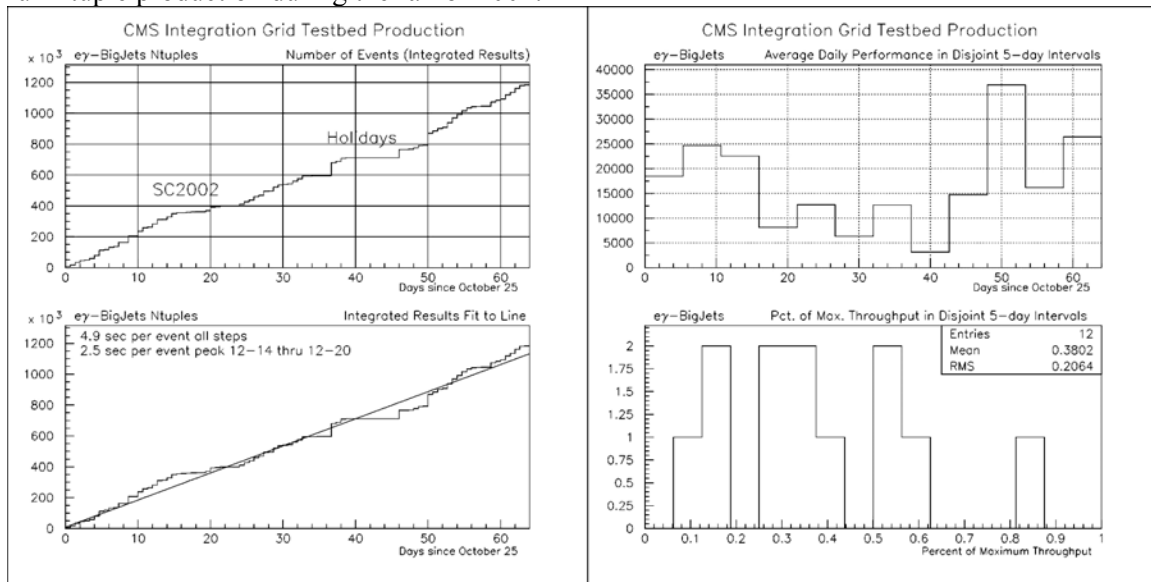 CMS Integration Grid Testbed Production
× 10³ eγ−BigJets Ntuples Number of Events (Integrated Results)
1200
1000
800
600
400
200
0
Holidays
SC2002
0 10 20 30 40 50 60
Days since October 25
× 10³ eγ−BigJets Ntuples Integrated Results Fit to Line
4.9 sec per event all steps
2.5 sec per event peak 12−14 thru 12−20
1200
1000
800
600
400
200
0
0 10 20 30 40 50 60
Days since October 25
CMS Integration Grid Testbed Production
eγ−BigJets Average Daily Performance in Disjoint 5−day Intervals
40000
35000
30000
25000
20000
15000
10000
5000
0
0 10 20 30 40 50 60
Days since October 25
eγ−BigJets Pct. of Max. Throughput in Disjoint 5−day Intervals
Entries 12
Mean 0.3802
RMS 0.2064
2
1.75
1.5
1.25
1
0.75
0.5
0.25
0
0 0.1 0.2 0.3 0.4 0.5 0.6 0.7 0.8 0.9 1
Percent of Maximum Throughput